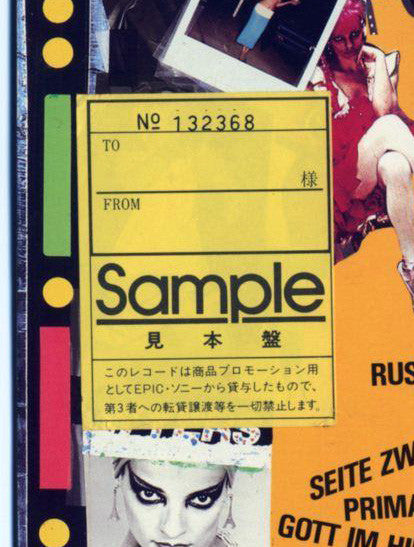 № 132368
TO
様
FROM
Sample
見本盤
このレコードは商品プロモーション用
としてEPIC・ソニーから貸与したもので、
第3者への転貸譲渡等を一切禁止します。
RUS
SEITE ZW
PRIMA
GOTT IM HI